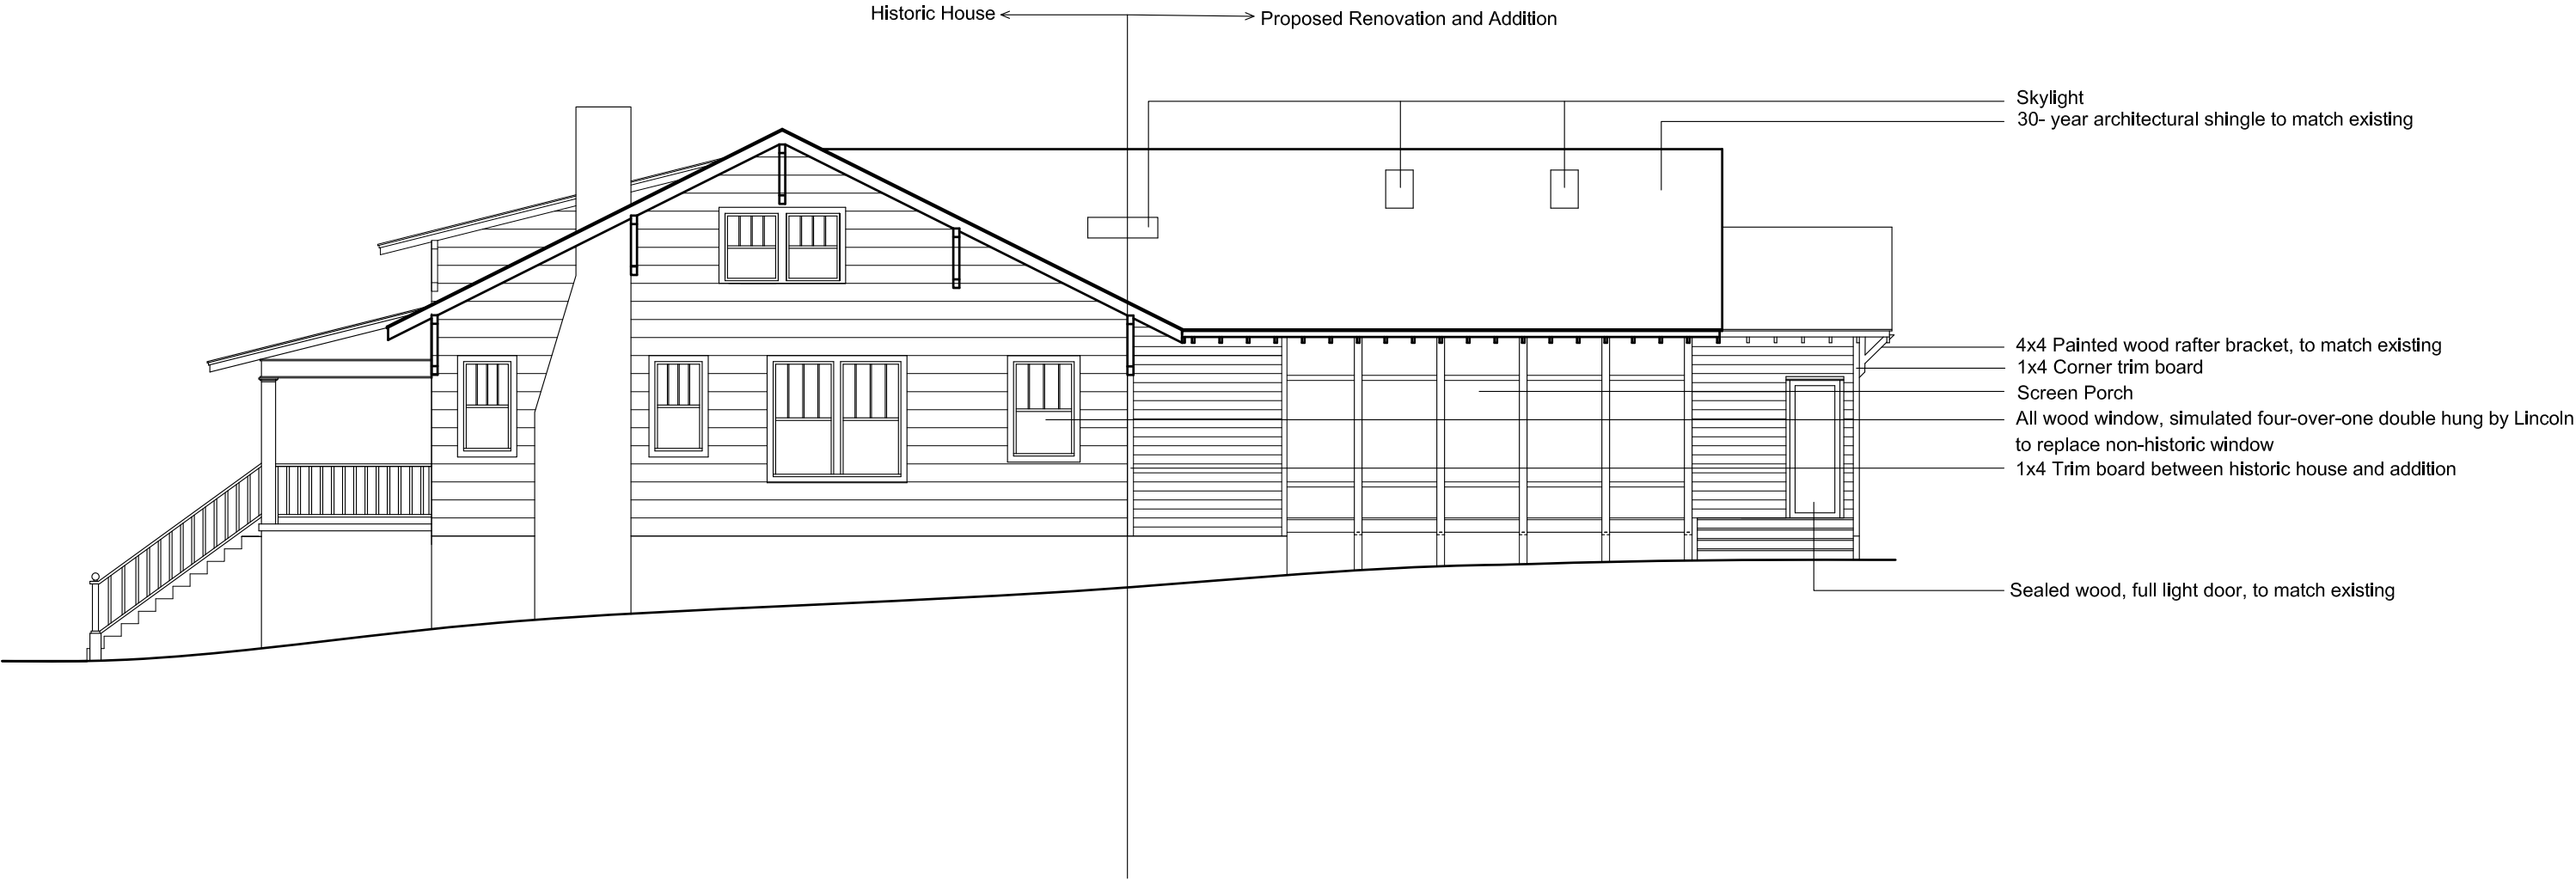 Historic House
Proposed Renovation and Addition
Skylight
30- year architectural shingle to match existing
4x4 Painted wood rafter bracket, to match existing
1x4 Corner trim board
Screen Porch
All wood window, simulated four-over-one double hung by Lincoln
to replace non-historic window
1x4 Trim board between historic house and addition
Sealed wood, full light door, to match existing